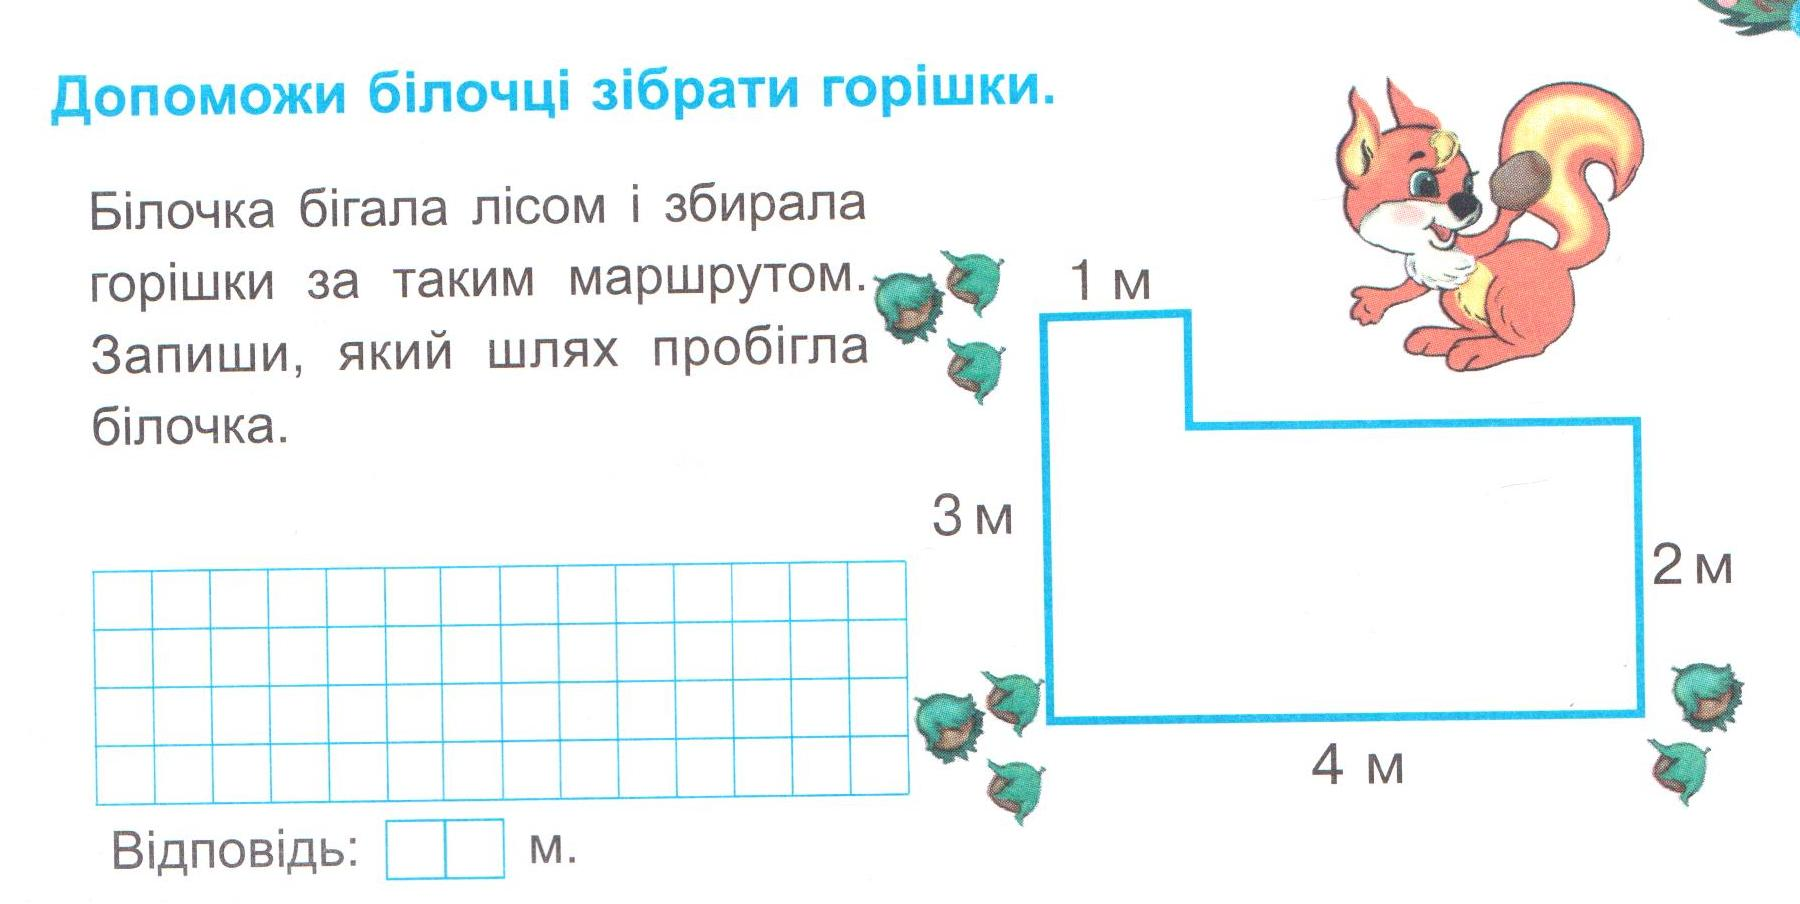 Допоможи білочці зібрати горішки.
Білочка бігала лісом і збирала
горішки за таким маршрутом.
Запиши, який шлях пробігла
білочка.
1 м
3 м
2 м
4 м
Відповідь: м.